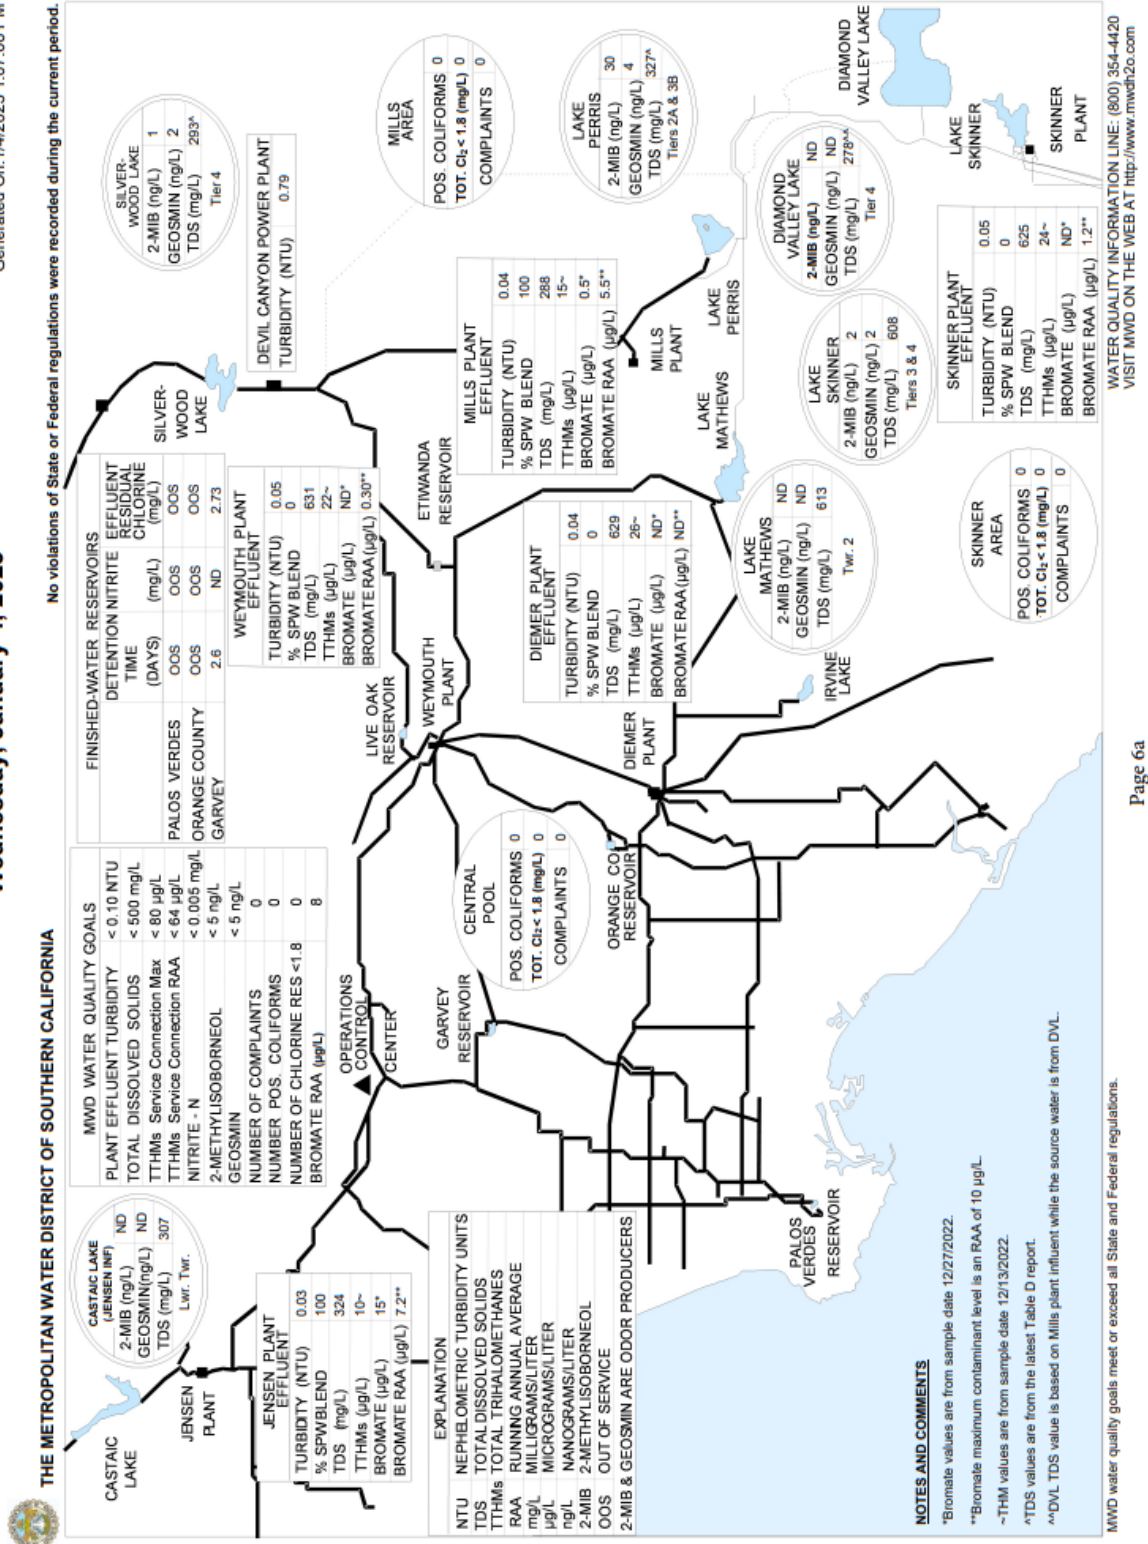 THE METROPOLITAN WATER DISTRICT OF SOUTHERN CALIFORNIA
No violations of State or Federal regulations were recorded during the current period.
CASTAIC LAKE
(JENSEN INF)
2-MIB (ng/L) ND
GEOSMIN(ng/L) ND
TDS (mg/L) 307
Lwr. Twr.
CASTAIC
LAKE
JENSEN
PLANT
MWD WATER QUALITY GOALS
PLANT EFFLUENT TURBIDITY < 0.10 NTU
TOTAL DISSOLVED SOLIDS < 500 mg/L
TTHMs Service Connection Max < 80 µg/L
TTHMs Service Connection RAA < 64 µg/L
NITRITE - N < 0.005 mg/L
2-METHYLISOBORNEOL < 5 ng/L
GEOSMIN < 5 ng/L
NUMBER OF COMPLAINTS 0
NUMBER POS. COLIFORMS 0
NUMBER OF CHLORINE RES <1.8 0
BROMATE RAA (µg/L) 8
FINISHED-WATER RESERVOIRS
DETENTION TIME (DAYS) NITRITE (mg/L) EFFLUENT RESIDUAL CHLORINE (mg/L)
PALOS VERDES OOS OOS OOS
ORANGE COUNTY OOS OOS OOS
GARVEY 2.6 ND 2.73
SILVER-
WOOD
LAKE
SILVER-
WOOD LAKE
2-MIB (ng/L) 1
GEOSMIN (ng/L) 2
TDS (mg/L) 293^
Tier 4
DEVIL CANYON POWER PLANT
TURBIDITY (NTU) 0.79
JENSEN PLANT
EFFLUENT
TURBIDITY (NTU) 0.03
% SPWBLEND 100
TDS (mg/L) 324
TTHMs (µg/L) 10~
BROMATE (µg/L) 15*
BROMATE RAA (µg/L) 7.2**
OPERATIONS
CONTROL
CENTER
WEYMOUTH PLANT
EFFLUENT
TURBIDITY (NTU) 0.05
% SPW BLEND 0
TDS (mg/L) 631
TTHMs (µg/L) 22~
BROMATE (µg/L) ND*
BROMATE RAA (µg/L) 0.30**
LIVE OAK
RESERVOIR
WEYMOUTH
PLANT
ETIWANDA
RESERVOIR
MILLS
AREA
POS. COLIFORMS 0
TOT. Cl₂ < 1.8 (mg/L) 0
COMPLAINTS 0
GARVEY
RESERVOIR
CENTRAL
POOL
POS. COLIFORMS 0
TOT. Cl₂ < 1.8 (mg/L) 0
COMPLAINTS 0
MILLS PLANT
EFFLUENT
TURBIDITY (NTU) 0.04
% SPW BLEND 100
TDS (mg/L) 288
TTHMs (µg/L) 15~
BROMATE (µg/L) 0.5*
BROMATE RAA (µg/L) 5.5**
EXPLANATION
NTU NEPHELOMETRIC TURBIDITY UNITS
TDS TOTAL DISSOLVED SOLIDS
TTHMs TOTAL TRIHALOMETHANES
RAA RUNNING ANNUAL AVERAGE
mg/L MILLIGRAMS/LITER
µg/L MICROGRAMS/LITER
ng/L NANOGRAMS/LITER
2-MIB 2-METHYLISOBORNEOL
OOS OUT OF SERVICE
2-MIB & GEOSMIN ARE ODOR PRODUCERS
ORANGE CO
RESERVOIR
DIEMER
PLANT
DIEMER PLANT
EFFLUENT
TURBIDITY (NTU) 0.04
% SPW BLEND 0
TDS (mg/L) 629
TTHMs (µg/L) 26~
BROMATE (µg/L) ND*
BROMATE RAA (µg/L) ND**
MILLS
PLANT
LAKE
PERRIS
LAKE
MATHEWS
LAKE
PERRIS
2-MIB (ng/L) 30
GEOSMIN (ng/L) 4
TDS (mg/L) 327^
Tiers 2A & 3B
LAKE
MATHEWS
2-MIB (ng/L) ND
GEOSMIN (ng/L) ND
TDS (mg/L) 613
Twr. 2
DIAMOND
VALLEY LAKE
2-MIB (ng/L) ND
GEOSMIN (ng/L) ND
TDS (mg/L) 278^^
Tier 4
DIAMOND
VALLEY LAKE
IRVINE
LAKE
PALOS
VERDES
RESERVOIR
LAKE
SKINNER
2-MIB (ng/L) 2
GEOSMIN (ng/L) 2
TDS (mg/L) 608
Tiers 3 & 4
LAKE
SKINNER
SKINNER
PLANT
SKINNER PLANT
EFFLUENT
TURBIDITY (NTU) 0.05
% SPW BLEND 0
TDS (mg/L) 625
TTHMs (µg/L) 24~
BROMATE (µg/L) ND*
BROMATE RAA (µg/L) 1.2**
SKINNER
AREA
POS. COLIFORMS 0
TOT. Cl₂ < 1.8 (mg/L) 0
COMPLAINTS 0
NOTES AND COMMENTS
*Bromate values are from sample date 12/27/2022.
**Bromate maximum contaminant level is an RAA of 10 µg/L.
~THM values are from sample date 12/13/2022.
^TDS values are from the latest Table D report.
^^DVL TDS value is based on Mills plant influent while the source water is from DVL.
MWD water quality goals meet or exceed all State and Federal regulations.
WATER QUALITY INFORMATION LINE: (800) 354-4420
VISIT MWD ON THE WEB AT http://www.mwdh2o.com
Page 6a